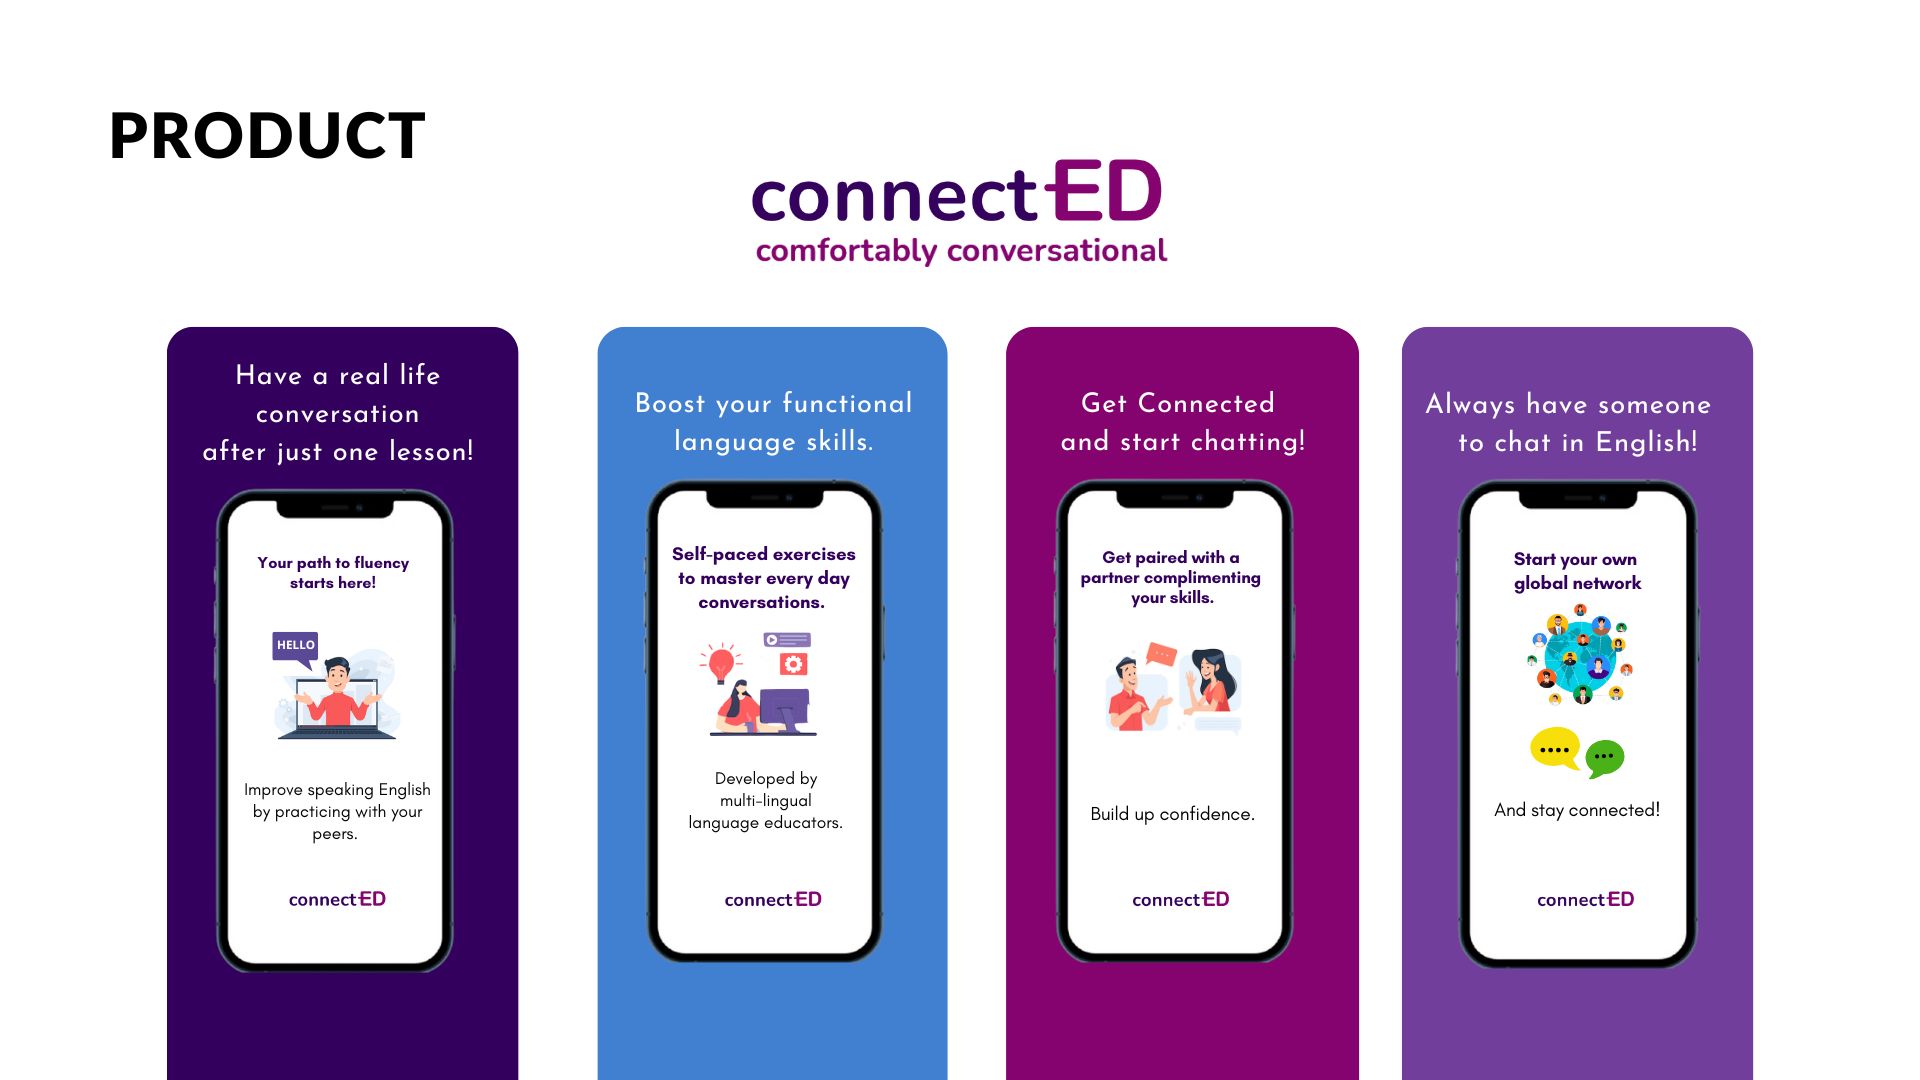 PRODUCT
connectED
comfortably conversational
Have a real life
conversation
after just one lesson!
Your path to fluency
starts here!
HELLO
Improve speaking English
by practicing with your
peers.
connectED
Boost your functional
language skills.
Self-paced exercises
to master every day
conversations.
Developed by
multi-lingual
language educators.
connectED
Get Connected
and start chatting!
Get paired with a
partner complimenting
your skills.
Build up confidence.
connectED
Always have someone
to chat in English!
Start your own
global network
And stay connected!
connectED